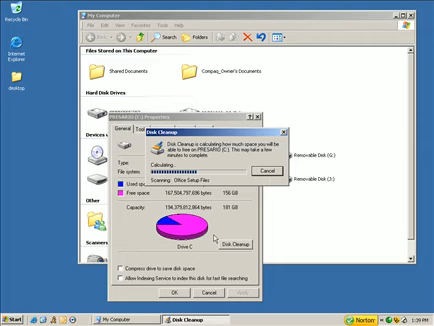 Recycle Bin
Internet
Explorer
desktop
My Computer
File Edit View Favorites Tools Help
Back Search Folders
Files Stored on This Computer
Shared Documents
Compaq_Owner's Documents
Hard Disk Drives
Devices
Other
Scanners
Removable Disk (G:)
Removable Disk (J:)
PRESARIO (C:) Properties
General
Type:
File system:
Used
Free space: 167,504,797,696 bytes 156 GB
Capacity: 194,379,812,864 bytes 181 GB
Drive C
Disk Cleanup
Compress drive to save disk space
Allow Indexing Service to index this disk for fast file searching
OK Cancel Apply
Disk Cleanup
Disk Cleanup is calculating how much space you will be
able to free on PRESARIO (C:). This may take a few
minutes to complete.
Calculating...
Cancel
Scanning: Office Setup Files
Start
My Computer
Disk Cleanup
Norton
1:39 PM